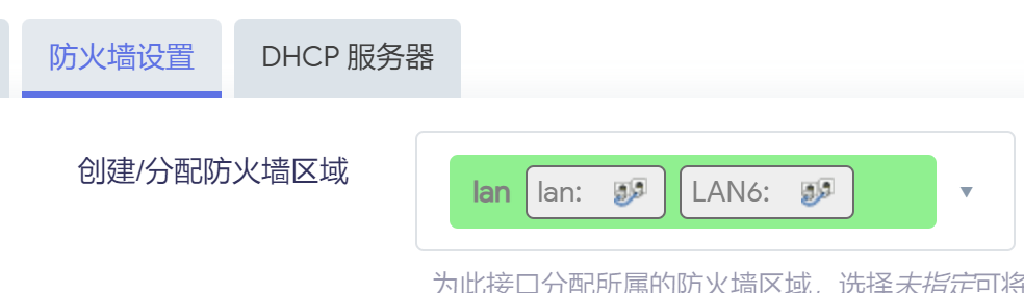 防火墙设置 DHCP 服务器
创建/分配防火墙区域 lan lan: LAN6:
为此接口分配所属的防火墙区域，选择未指定可将